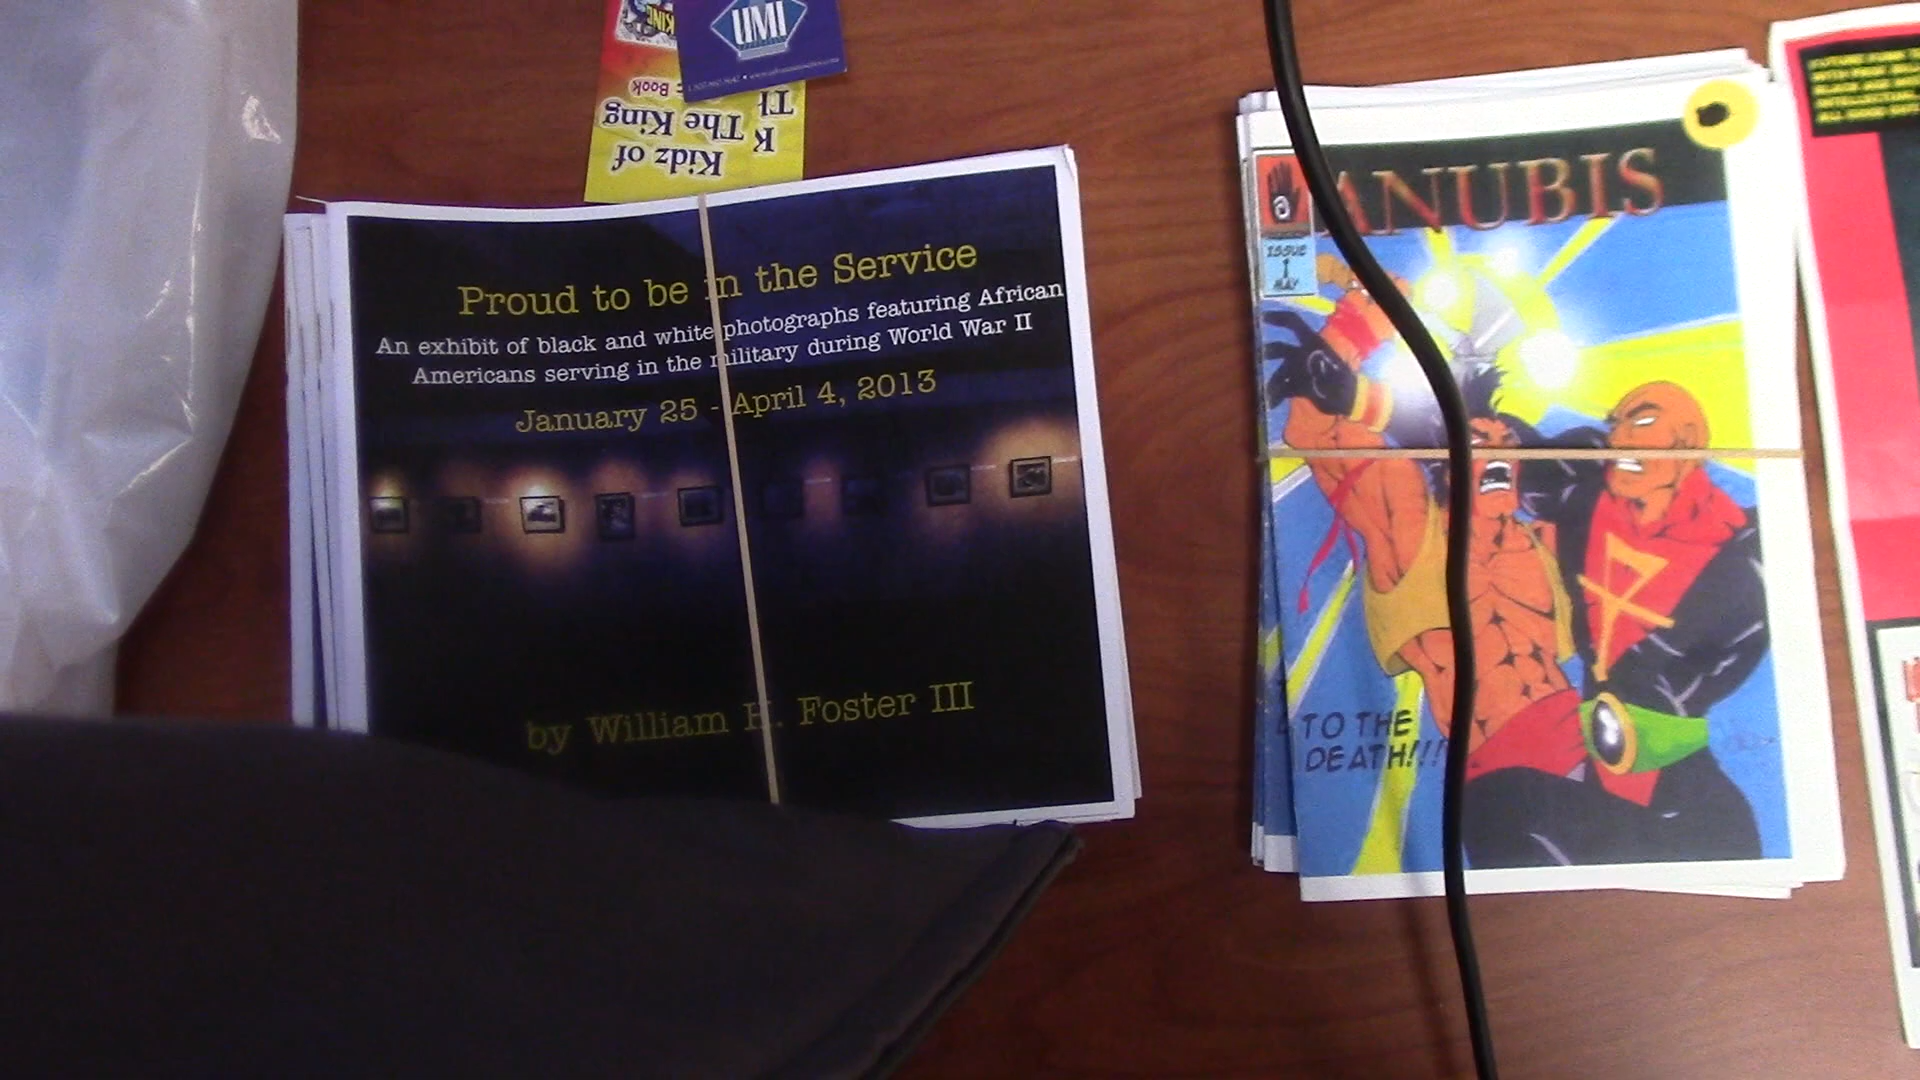 UMI
Kidz of
K The King
Book
Proud to be in the Service
An exhibit of black and white photographs featuring African
Americans serving in the military during World War II
January 25 - April 4, 2013
by William H. Foster III
ANUBIS
ISSUE
1
MAY
TO THE
DEATH!!!